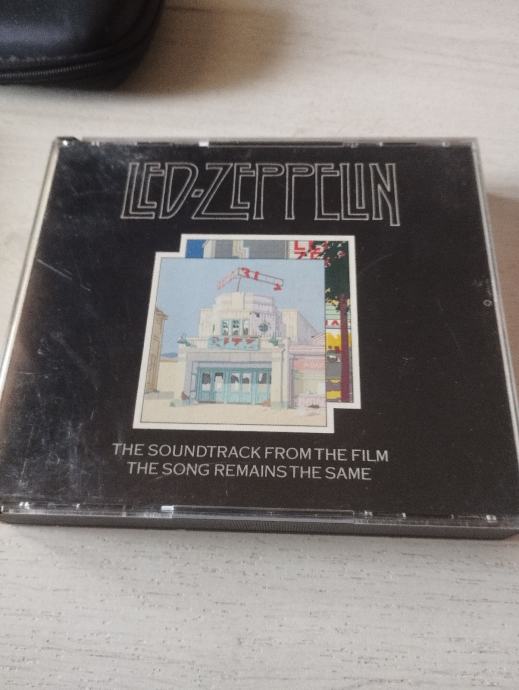 LED-ZEPPELIN
THE SOUNDTRACK FROM THE FILM
THE SONG REMAINS THE SAME